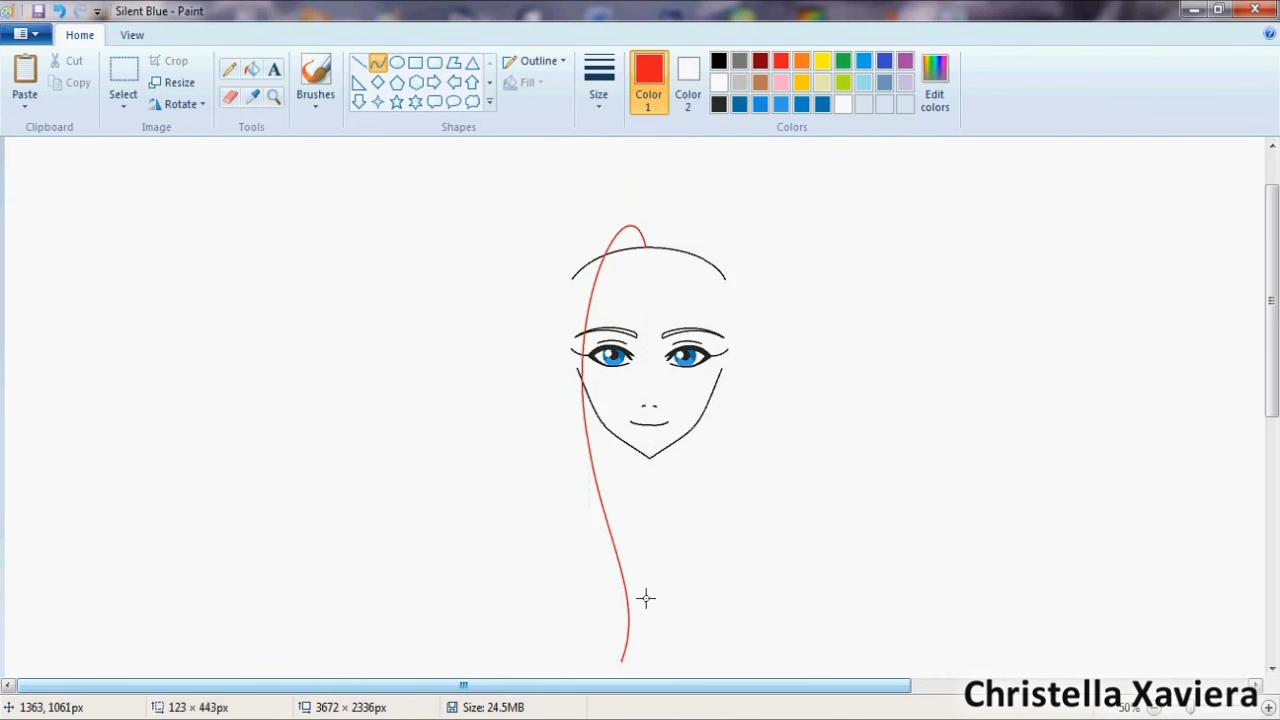 Silent Blue - Paint
Home
View
Paste
Cut
Copy
Clipboard
Select
Crop
Resize
Rotate
Image
A
Tools
Brushes
Outline
Fill
Shapes
Size
Color
1
Color
2
Edit
colors
Colors
1363, 1061px
123 × 443px
3672 × 2336px
Size: 24.5MB
50%
Christella Xaviera